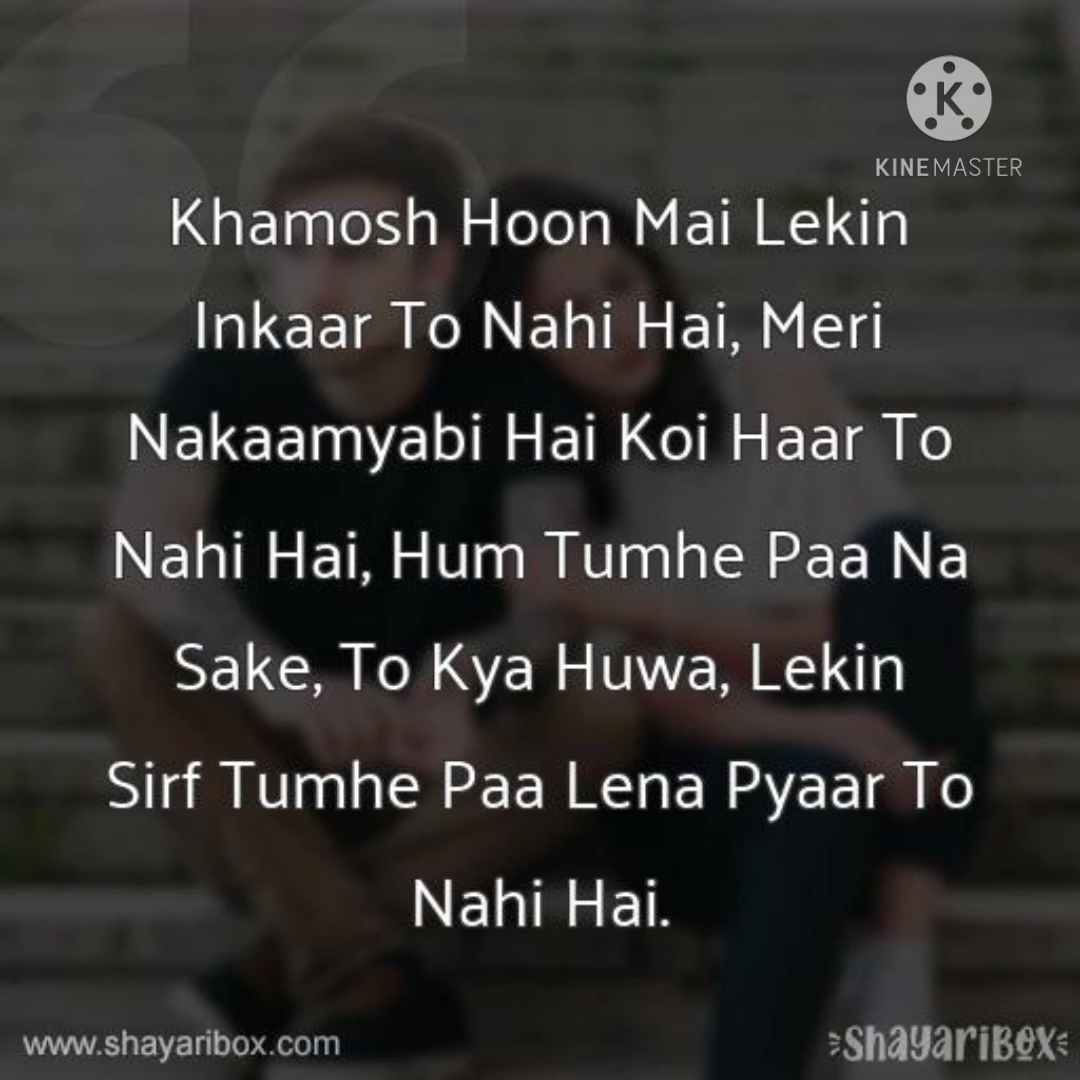 K
KINEMASTER
Khamosh Hoon Mai Lekin
Inkaar To Nahi Hai, Meri
Nakaamyabi Hai Koi Haar To
Nahi Hai, Hum Tumhe Paa Na
Sake, To Kya Huwa, Lekin
Sirf Tumhe Paa Lena Pyaar To
Nahi Hai.
www.shayaribox.com
ShayariBox